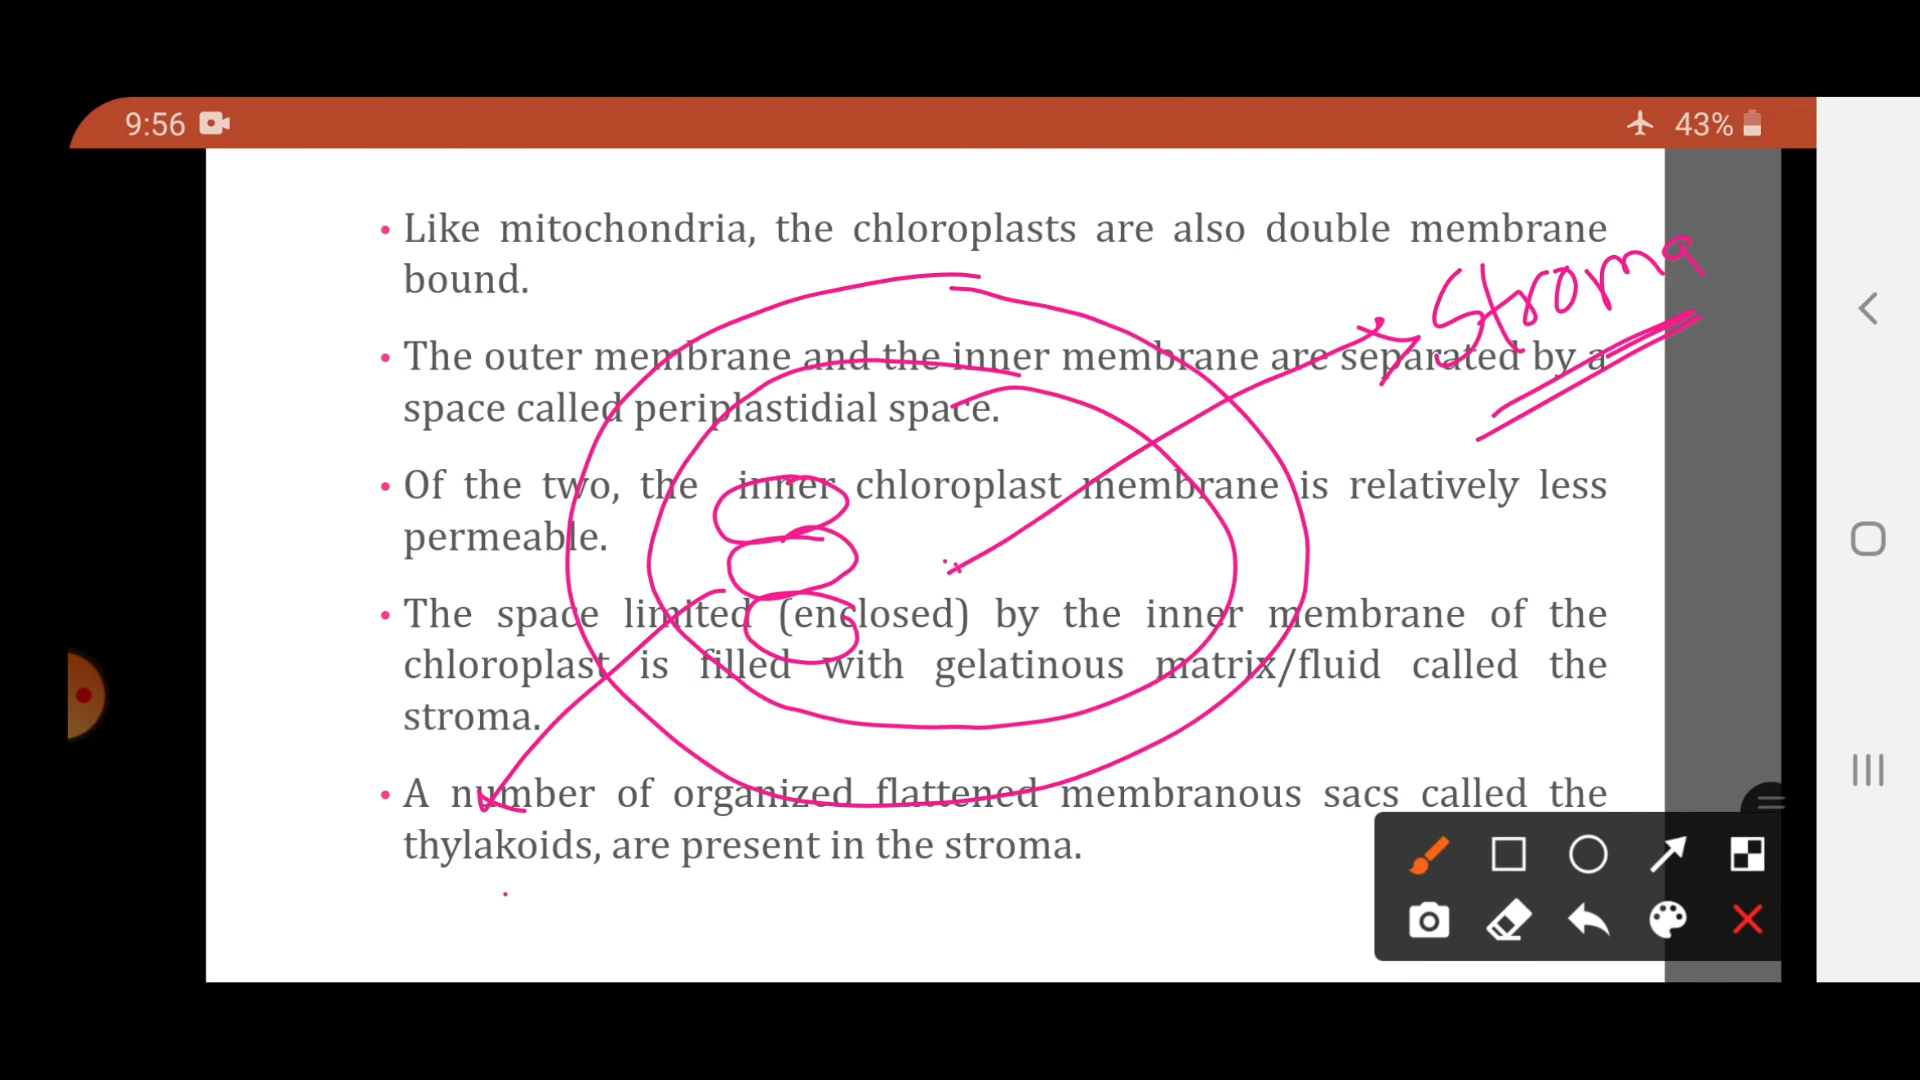 9:56 43%
• Like mitochondria, the chloroplasts are also double membrane
bound.
Stroma
• The outer membrane and the inner membrane are separated by a
space called periplastidial space.
• Of the two, the inner chloroplast membrane is relatively less
permeable.
• The space limited (enclosed) by the inner membrane of the
chloroplast is filled with gelatinous matrix/fluid called the
stroma.
• A number of organized flattened membranous sacs called the
thylakoids, are present in the stroma.